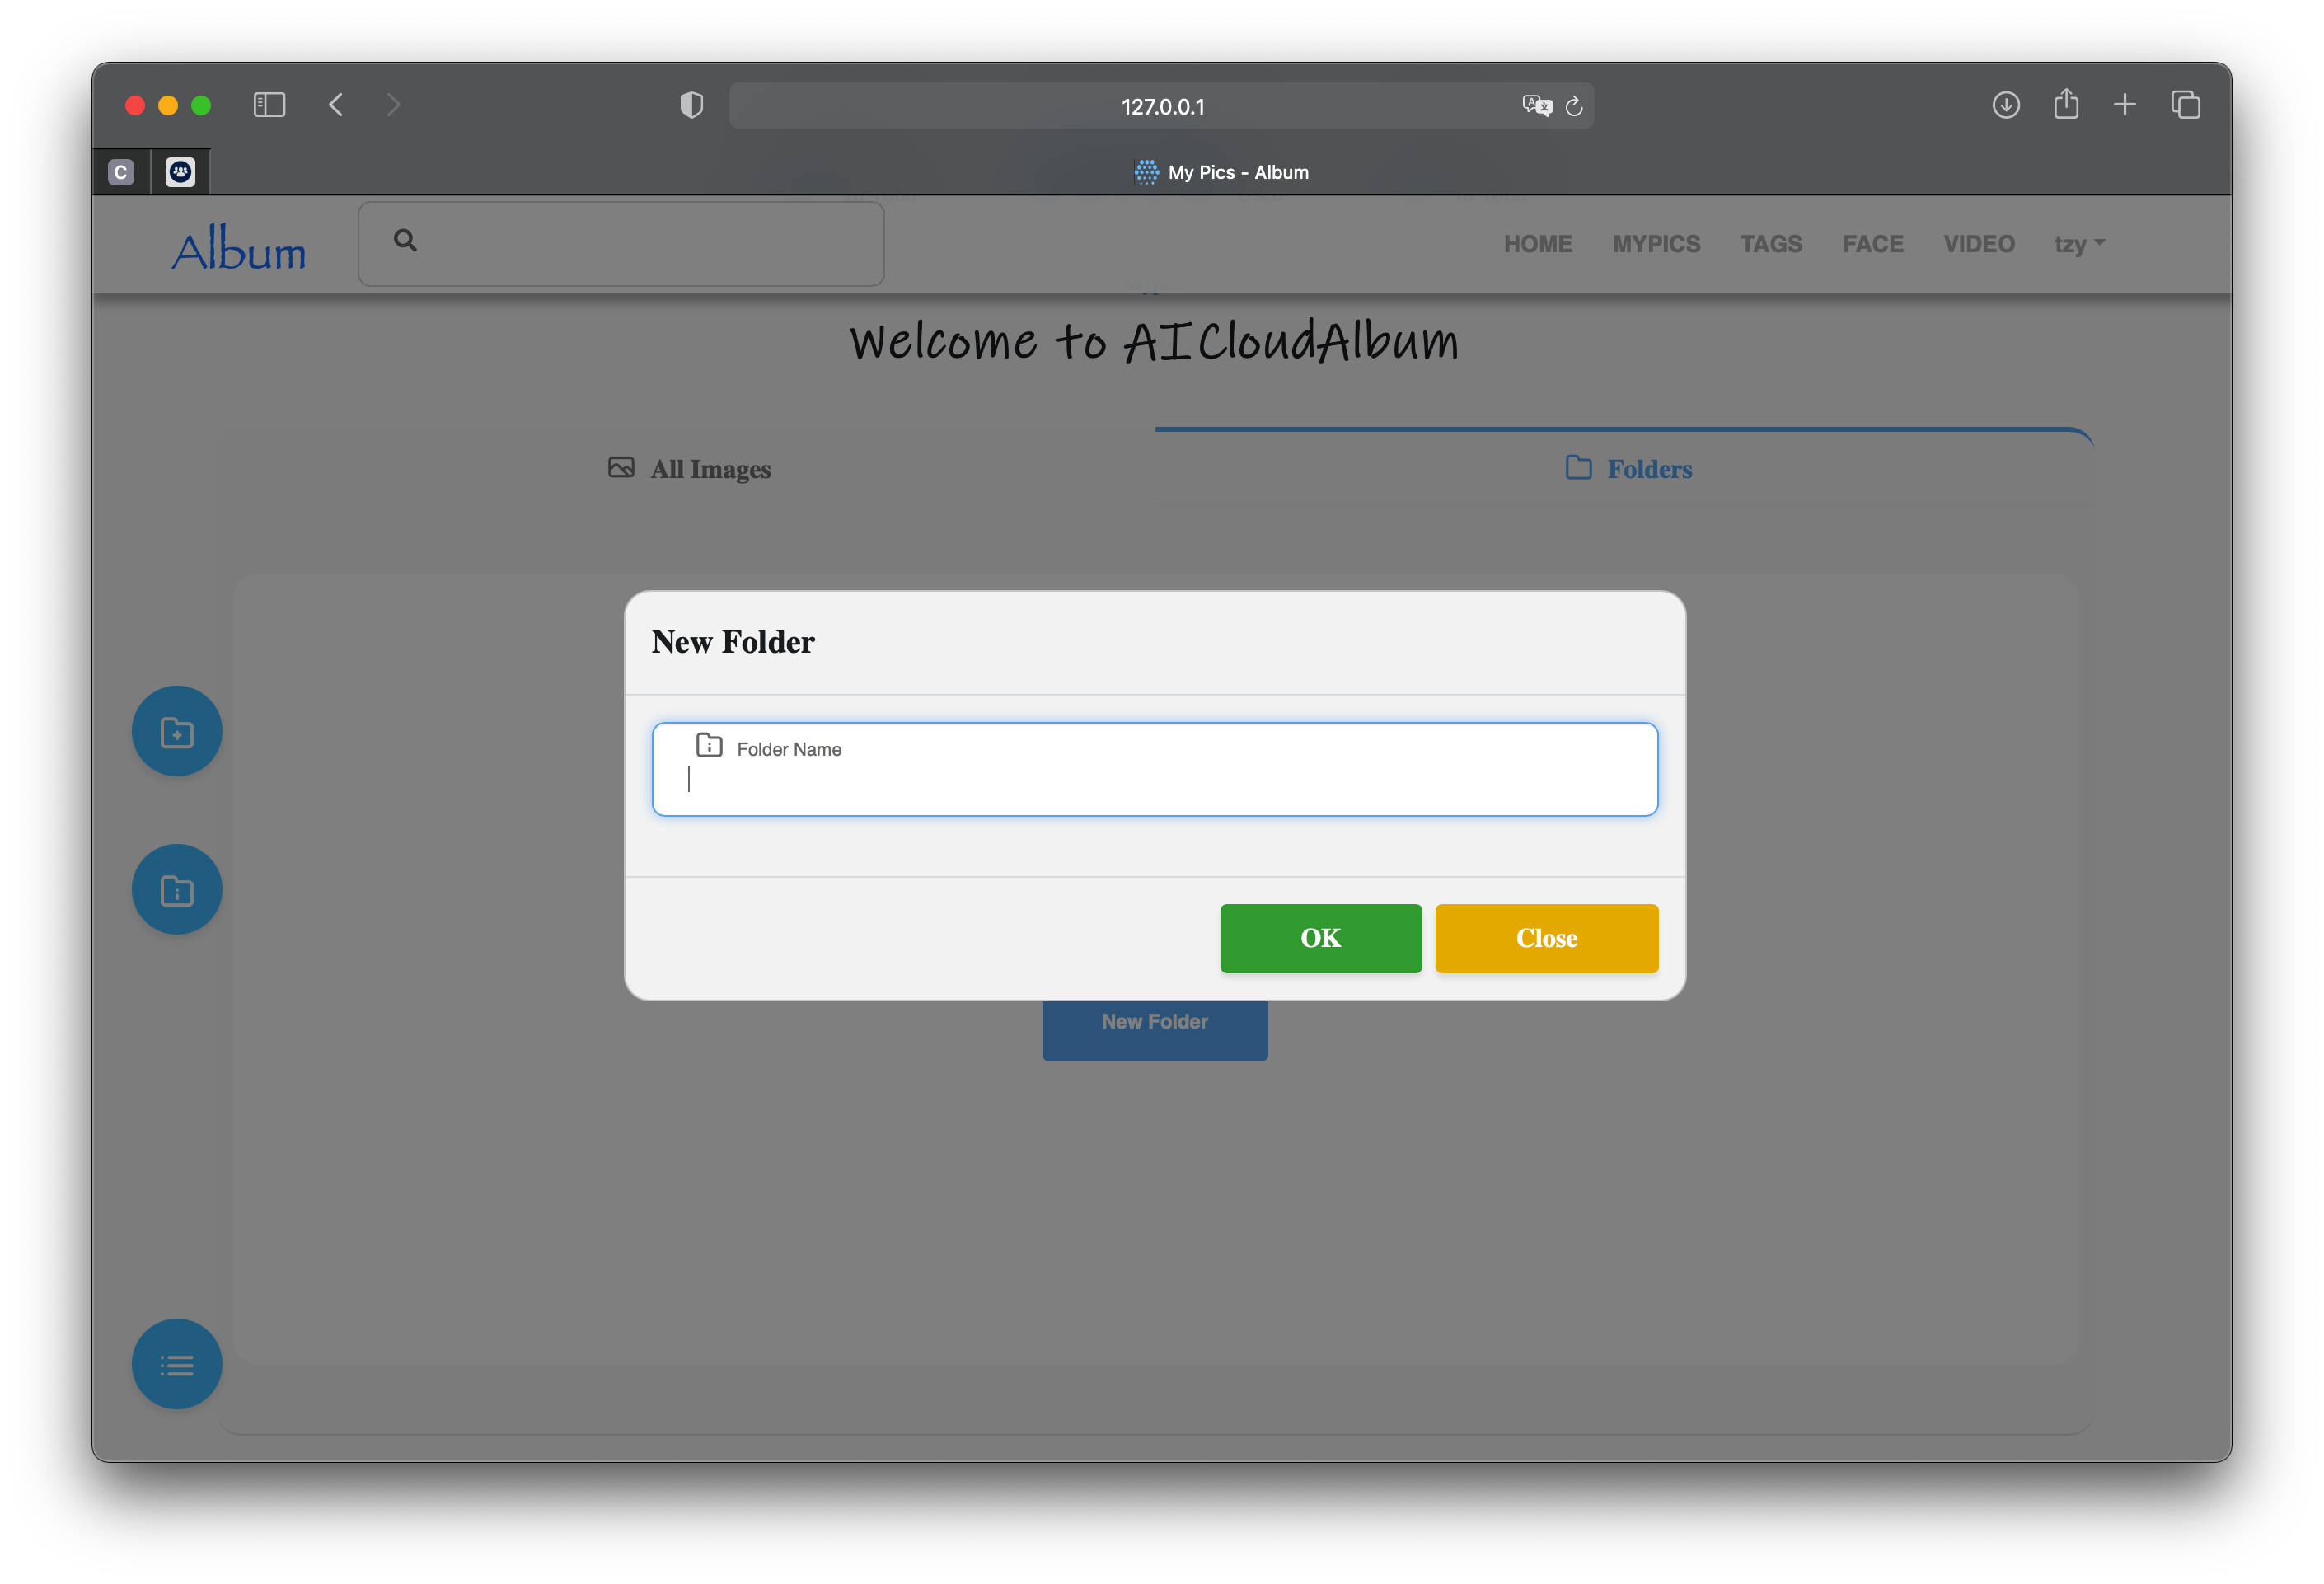 127.0.0.1
C
My Pics - Album
Album
HOME MYPICS TAGS FACE VIDEO tzy
Welcome to AICloudAlbum
All Images
Folders
New Folder
Folder Name
OK
Close
New Folder